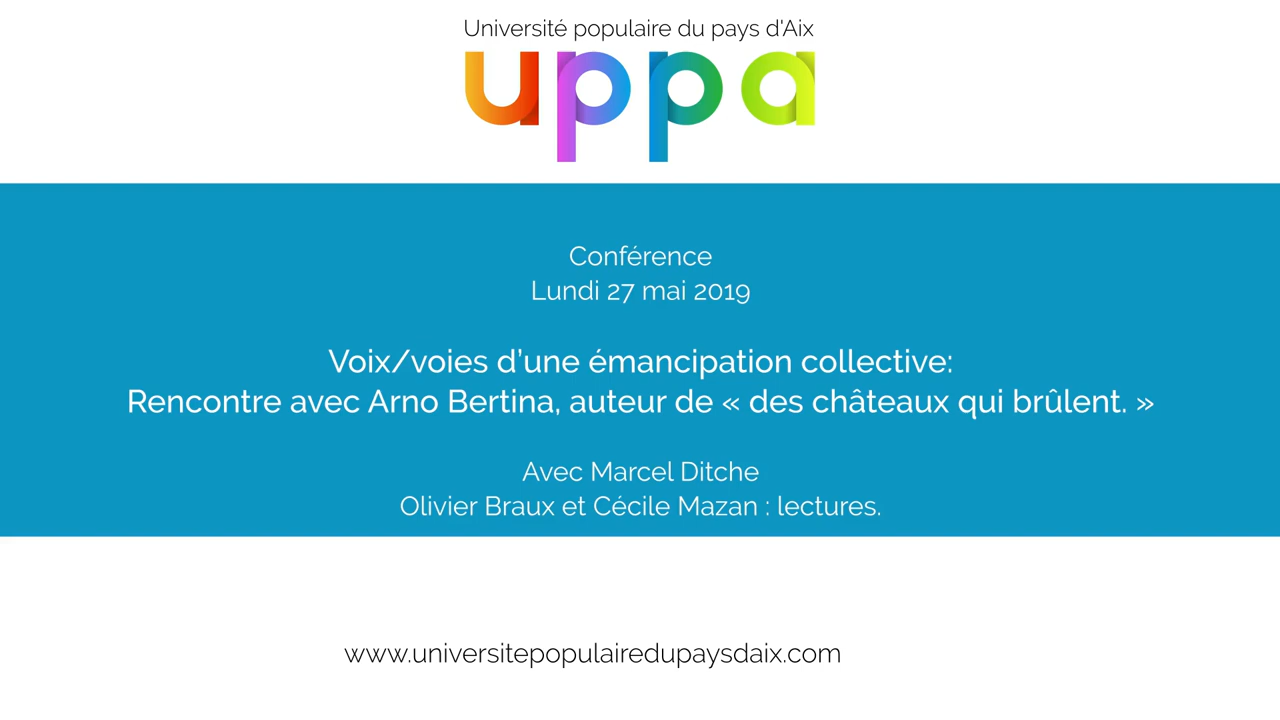 Université populaire du pays d'Aix
uppa
Conférence
Lundi 27 mai 2019
Voix/voies d’une émancipation collective:
Rencontre avec Arno Bertina, auteur de « des châteaux qui brûlent. »
Avec Marcel Ditche
Olivier Braux et Cécile Mazan : lectures.
www.universitepopulairedupaysdaix.com